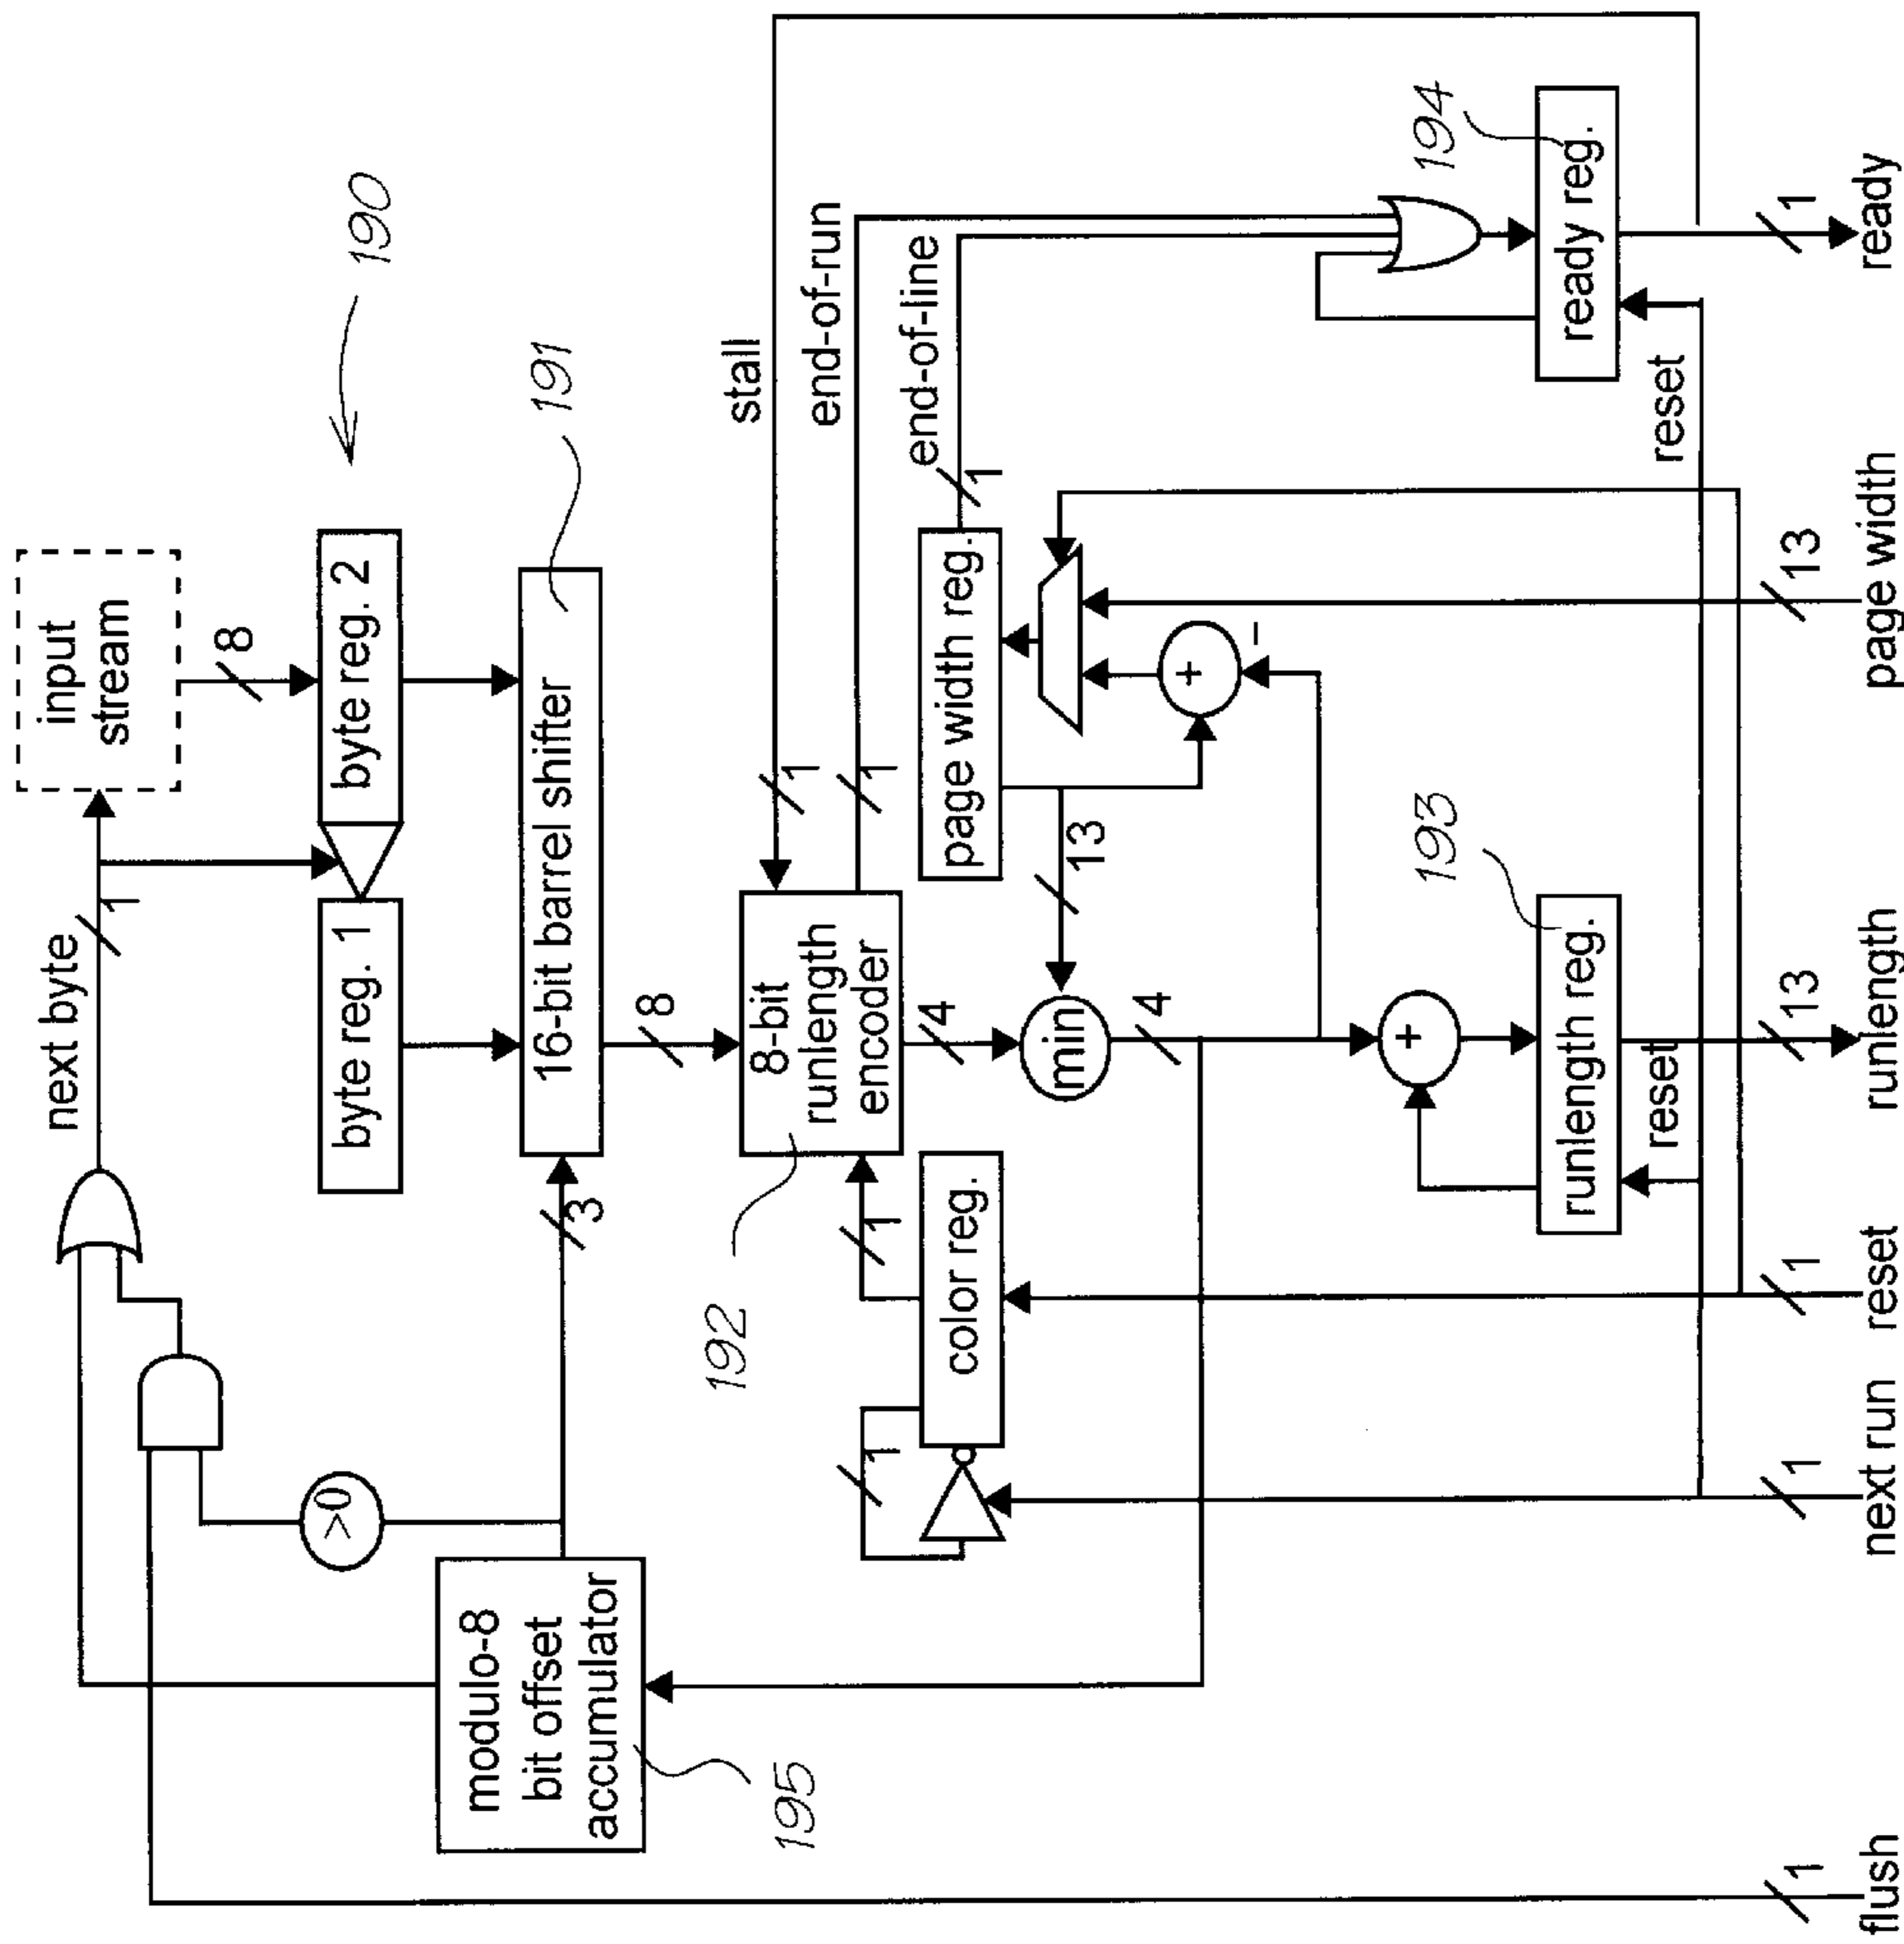 190
input
stream
next byte
1
8
byte reg. 1
byte reg. 2
191
16-bit barrel shifter
3
>0
modulo-8
bit offset
accumulator
195
8
stall
1
end-of-run
1
end-of-line
1
8-bit
runlength
encoder
192
1
color reg.
1
4
min
4
13
page width reg.
+
−
+
193
runlength reg.
reset
194
ready reg.
reset
1
flush
1
next run
1
reset
13
runlength
13
page width
1
ready